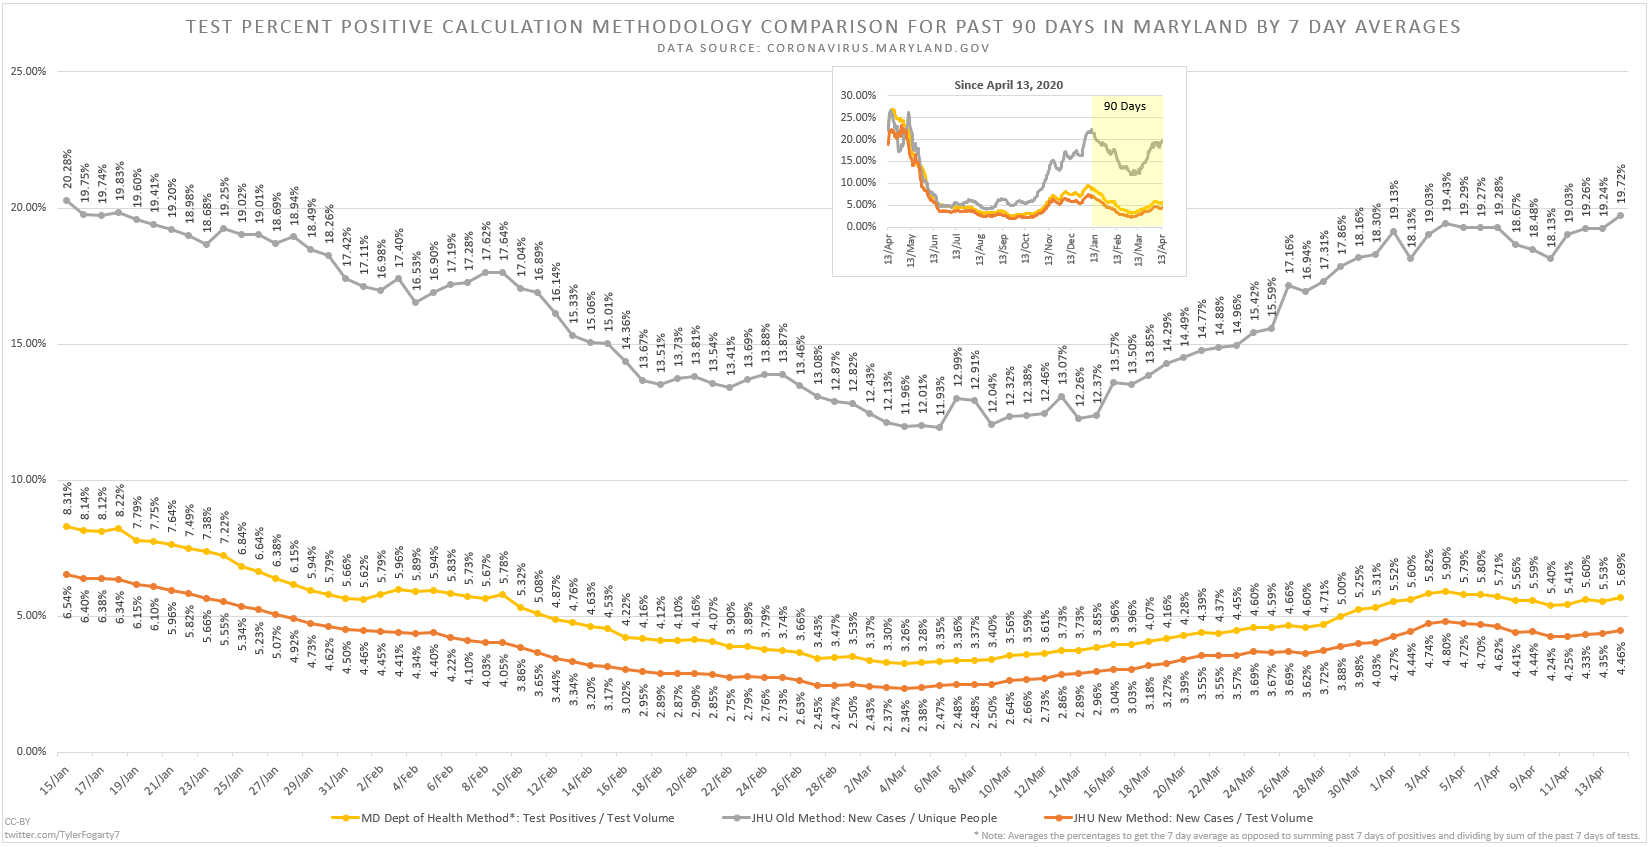 TEST PERCENT POSITIVE CALCULATION METHODOLOGY COMPARISON FOR PAST 90 DAYS IN MARYLAND BY 7 DAY AVERAGES
DATA SOURCE: CORONAVIRUS.MARYLAND.GOV
25.00%
20.00%
15.00%
10.00%
5.00%
0.00%
Since April 13, 2020
90 Days
30.00%
25.00%
20.00%
15.00%
10.00%
5.00%
0.00%
13/Apr 13/May 13/Jun 13/Jul 13/Aug 13/Sep 13/Oct 13/Nov 13/Dec 13/Jan 13/Feb 13/Mar 13/Apr
20.28% 19.75% 19.74% 19.83% 19.60% 19.41% 19.20% 18.98% 18.68% 19.25% 19.02% 19.01% 18.69% 18.94% 18.49% 18.26% 17.42% 17.11% 16.98% 17.40% 16.53% 16.90% 17.19% 17.28% 17.62% 17.64% 17.04% 16.89% 16.14% 15.33% 15.06% 15.01% 14.36% 13.67% 13.51% 13.73% 13.81% 13.54% 13.41% 13.69% 13.88% 13.87% 13.46% 13.08% 12.87% 12.82% 12.43% 12.13% 11.96% 12.01% 11.93% 12.99% 12.91% 12.04% 12.32% 12.38% 12.46% 13.07% 12.26% 12.37% 13.57% 13.50% 13.85% 14.29% 14.49% 14.77% 14.88% 14.96% 15.42% 15.59% 17.16% 16.94% 17.31% 17.86% 18.16% 18.30% 19.13% 18.13% 19.03% 19.43% 19.29% 19.27% 19.28% 18.67% 18.48% 18.13% 19.03% 19.26% 19.24% 19.72%
8.31% 8.14% 8.12% 8.22% 7.79% 7.75% 7.64% 7.49% 7.38% 7.22% 6.84% 6.64% 6.38% 6.15% 5.94% 5.79% 5.66% 5.62% 5.79% 5.96% 5.89% 5.94% 5.83% 5.73% 5.67% 5.78% 5.32% 5.08% 4.87% 4.76% 4.63% 4.53% 4.22% 4.16% 4.12% 4.10% 4.16% 4.07% 3.90% 3.89% 3.79% 3.74% 3.66% 3.43% 3.47% 3.53% 3.37% 3.30% 3.26% 3.28% 3.35% 3.36% 3.37% 3.40% 3.56% 3.59% 3.61% 3.73% 3.73% 3.85% 3.96% 3.96% 4.07% 4.16% 4.28% 4.39% 4.37% 4.45% 4.60% 4.59% 4.66% 4.60% 4.71% 5.00% 5.25% 5.31% 5.52% 5.60% 5.82% 5.90% 5.79% 5.80% 5.71% 5.56% 5.59% 5.40% 5.41% 5.60% 5.53% 5.69%
6.54% 6.40% 6.38% 6.34% 6.15% 6.10% 5.96% 5.82% 5.66% 5.55% 5.34% 5.23% 5.07% 4.92% 4.73% 4.62% 4.50% 4.46% 4.45% 4.41% 4.34% 4.40% 4.22% 4.10% 4.03% 4.05% 3.86% 3.65% 3.44% 3.34% 3.20% 3.17% 3.02% 2.95% 2.89% 2.87% 2.90% 2.85% 2.75% 2.79% 2.76% 2.73% 2.63% 2.45% 2.47% 2.50% 2.43% 2.37% 2.34% 2.38% 2.47% 2.48% 2.48% 2.50% 2.64% 2.66% 2.73% 2.86% 2.89% 2.96% 3.04% 3.03% 3.18% 3.27% 3.39% 3.55% 3.55% 3.57% 3.69% 3.67% 3.69% 3.62% 3.72% 3.88% 3.98% 4.03% 4.27% 4.44% 4.74% 4.80% 4.72% 4.70% 4.62% 4.41% 4.44% 4.24% 4.25% 4.33% 4.35% 4.46%
15/Jan 17/Jan 19/Jan 21/Jan 23/Jan 25/Jan 27/Jan 29/Jan 31/Jan 2/Feb 4/Feb 6/Feb 8/Feb 10/Feb 12/Feb 14/Feb 16/Feb 18/Feb 20/Feb 22/Feb 24/Feb 26/Feb 28/Feb 2/Mar 4/Mar 6/Mar 8/Mar 10/Mar 12/Mar 14/Mar 16/Mar 18/Mar 20/Mar 22/Mar 24/Mar 26/Mar 28/Mar 30/Mar 1/Apr 3/Apr 5/Apr 7/Apr 9/Apr 11/Apr 13/Apr
MD Dept of Health Method*: Test Positives / Test Volume
JHU Old Method: New Cases / Unique People
JHU New Method: New Cases / Test Volume
CC-BY
twitter.com/TylerFogarty7
* Note: Averages the percentages to get the 7 day average as opposed to summing past 7 days of positives and dividing by sum of the past 7 days of tests.